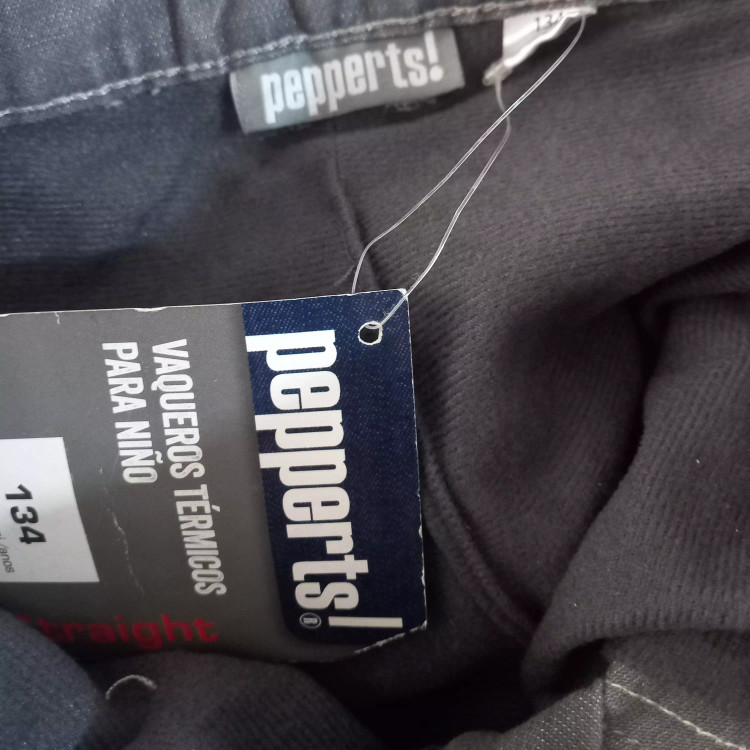 pepperts!
pepperts!®
VAQUEROS TÉRMICOS
PARA NIÑO
134
Straight